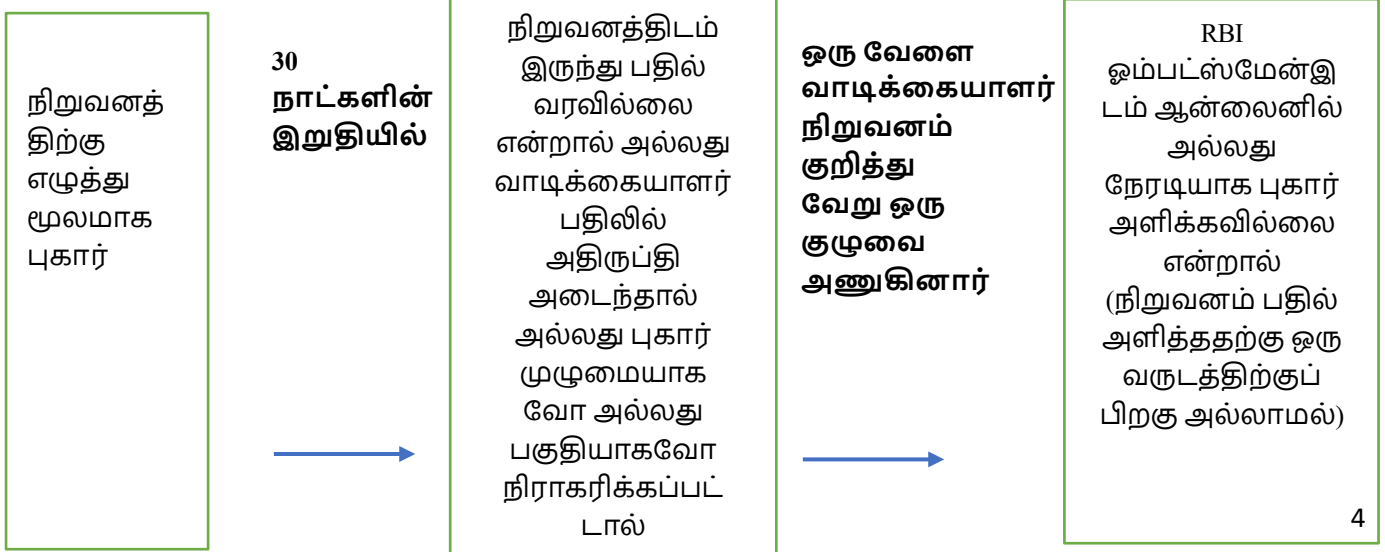 நிறுவனத்
திற்கு
எழுத்து
மூலமாக
புகார்
30
நாட்களின்
இறுதியில்
நிறுவனத்திடம்
இருந்து பதில்
வரவில்லை
என்றால் அல்லது
வாடிக்கையாளர்
பதிலில்
அதிருப்தி
அடைந்தால்
அல்லது புகார்
முழுமையாக
வோ அல்லது
பகுதியாகவோ
நிராகரிக்கப்பட்
டால்
ஒரு வேளை
வாடிக்கையாளர்
நிறுவனம்
குறித்து
வேறு ஒரு
குழுவை
அணுகினார்
RBI
ஓம்பட்ஸ்மேன்இ
டம் ஆன்லைனில்
அல்லது
நேரடியாக புகார்
அளிக்கவில்லை
என்றால்
(நிறுவனம் பதில்
அளித்ததற்கு ஒரு
வருடத்திற்குப்
பிறகு அல்லாமல்)
4